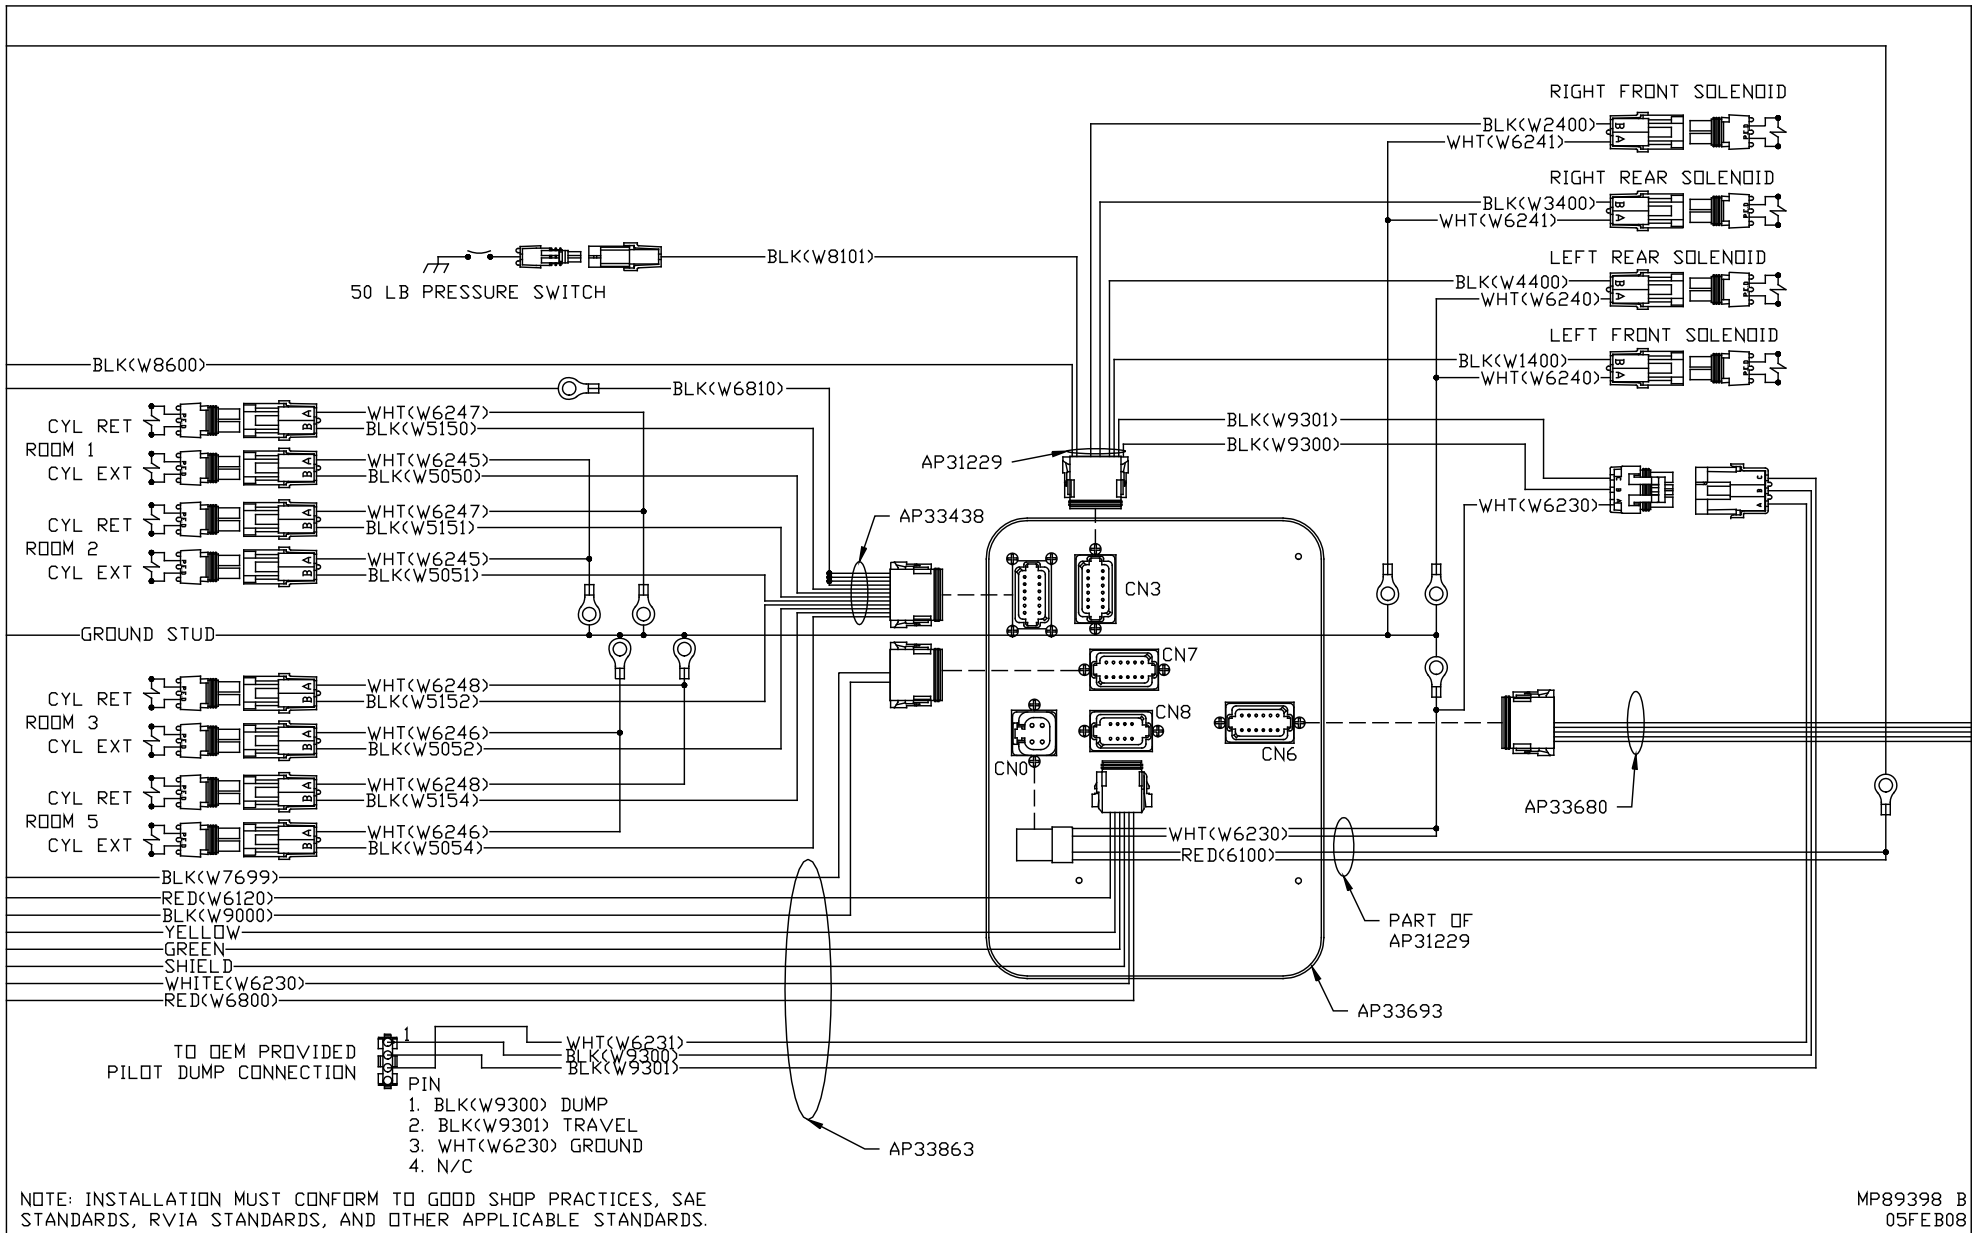 RIGHT FRONT SOLENOID
BLK(W2400)
B
A
WHT(W6241)
RIGHT REAR SOLENOID
BLK(W3400)
B
A
WHT(W6241)
BLK(W8101)
50 LB PRESSURE SWITCH
LEFT REAR SOLENOID
BLK(W4400)
B
A
WHT(W6240)
LEFT FRONT SOLENOID
BLK(W1400)
B
A
WHT(W6240)
BLK(W8600)
BLK(W6810)
BLK(W9301)
BLK(W9300)
WHT(W6230)
C
B
A
AP31229
AP33438
CYL RET
WHT(W6247)
BLK(W5150)
A
B
ROOM 1
CYL EXT
WHT(W6245)
BLK(W5050)
A
B
CYL RET
WHT(W6247)
BLK(W5151)
A
B
ROOM 2
CYL EXT
WHT(W6245)
BLK(W5051)
A
B
GROUND STUD
CYL RET
WHT(W6248)
BLK(W5152)
A
B
ROOM 3
CYL EXT
WHT(W6246)
BLK(W5052)
A
B
CYL RET
WHT(W6248)
BLK(W5154)
A
B
ROOM 5
CYL EXT
WHT(W6246)
BLK(W5054)
A
B
CN3
CN7
CN8
CN0
CN6
AP33680
WHT(W6230)
RED(6100)
PART OF
AP31229
AP33693
BLK(W7699)
RED(W6120)
BLK(W9000)
YELLOW
GREEN
SHIELD
WHITE(W6230)
RED(W6800)
TO OEM PROVIDED
PILOT DUMP CONNECTION
1
WHT(W6231)
BLK(W9300)
BLK(W9301)
PIN
1. BLK(W9300) DUMP
2. BLK(W9301) TRAVEL
3. WHT(W6230) GROUND
4. N/C
AP33863
NOTE: INSTALLATION MUST CONFORM TO GOOD SHOP PRACTICES, SAE
STANDARDS, RVIA STANDARDS, AND OTHER APPLICABLE STANDARDS.
MP89398 B
05FEB08